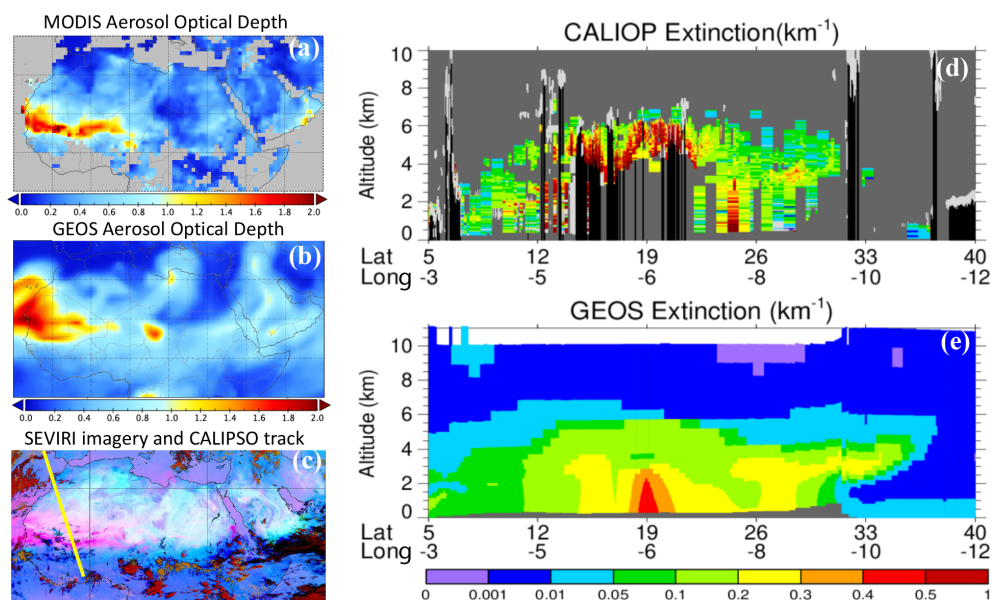 MODIS Aerosol Optical Depth
(a)
0.0 0.2 0.4 0.6 0.8 1.0 1.2 1.4 1.6 1.8 2.0
GEOS Aerosol Optical Depth
(b)
0.0 0.2 0.4 0.6 0.8 1.0 1.2 1.4 1.6 1.8 2.0
SEVIRI imagery and CALIPSO track
(c)
CALIOP Extinction(km-1)
(d)
Altitude (km)
10
8
6
4
2
0
Lat 5 12 19 26 33 40
Long -3 -5 -6 -8 -10 -12
GEOS Extinction (km-1)
(e)
Altitude (km)
10
8
6
4
2
0
Lat 5 12 19 26 33 40
Long -3 -5 -6 -8 -10 -12
0 0.001 0.01 0.05 0.1 0.2 0.3 0.4 0.5 1